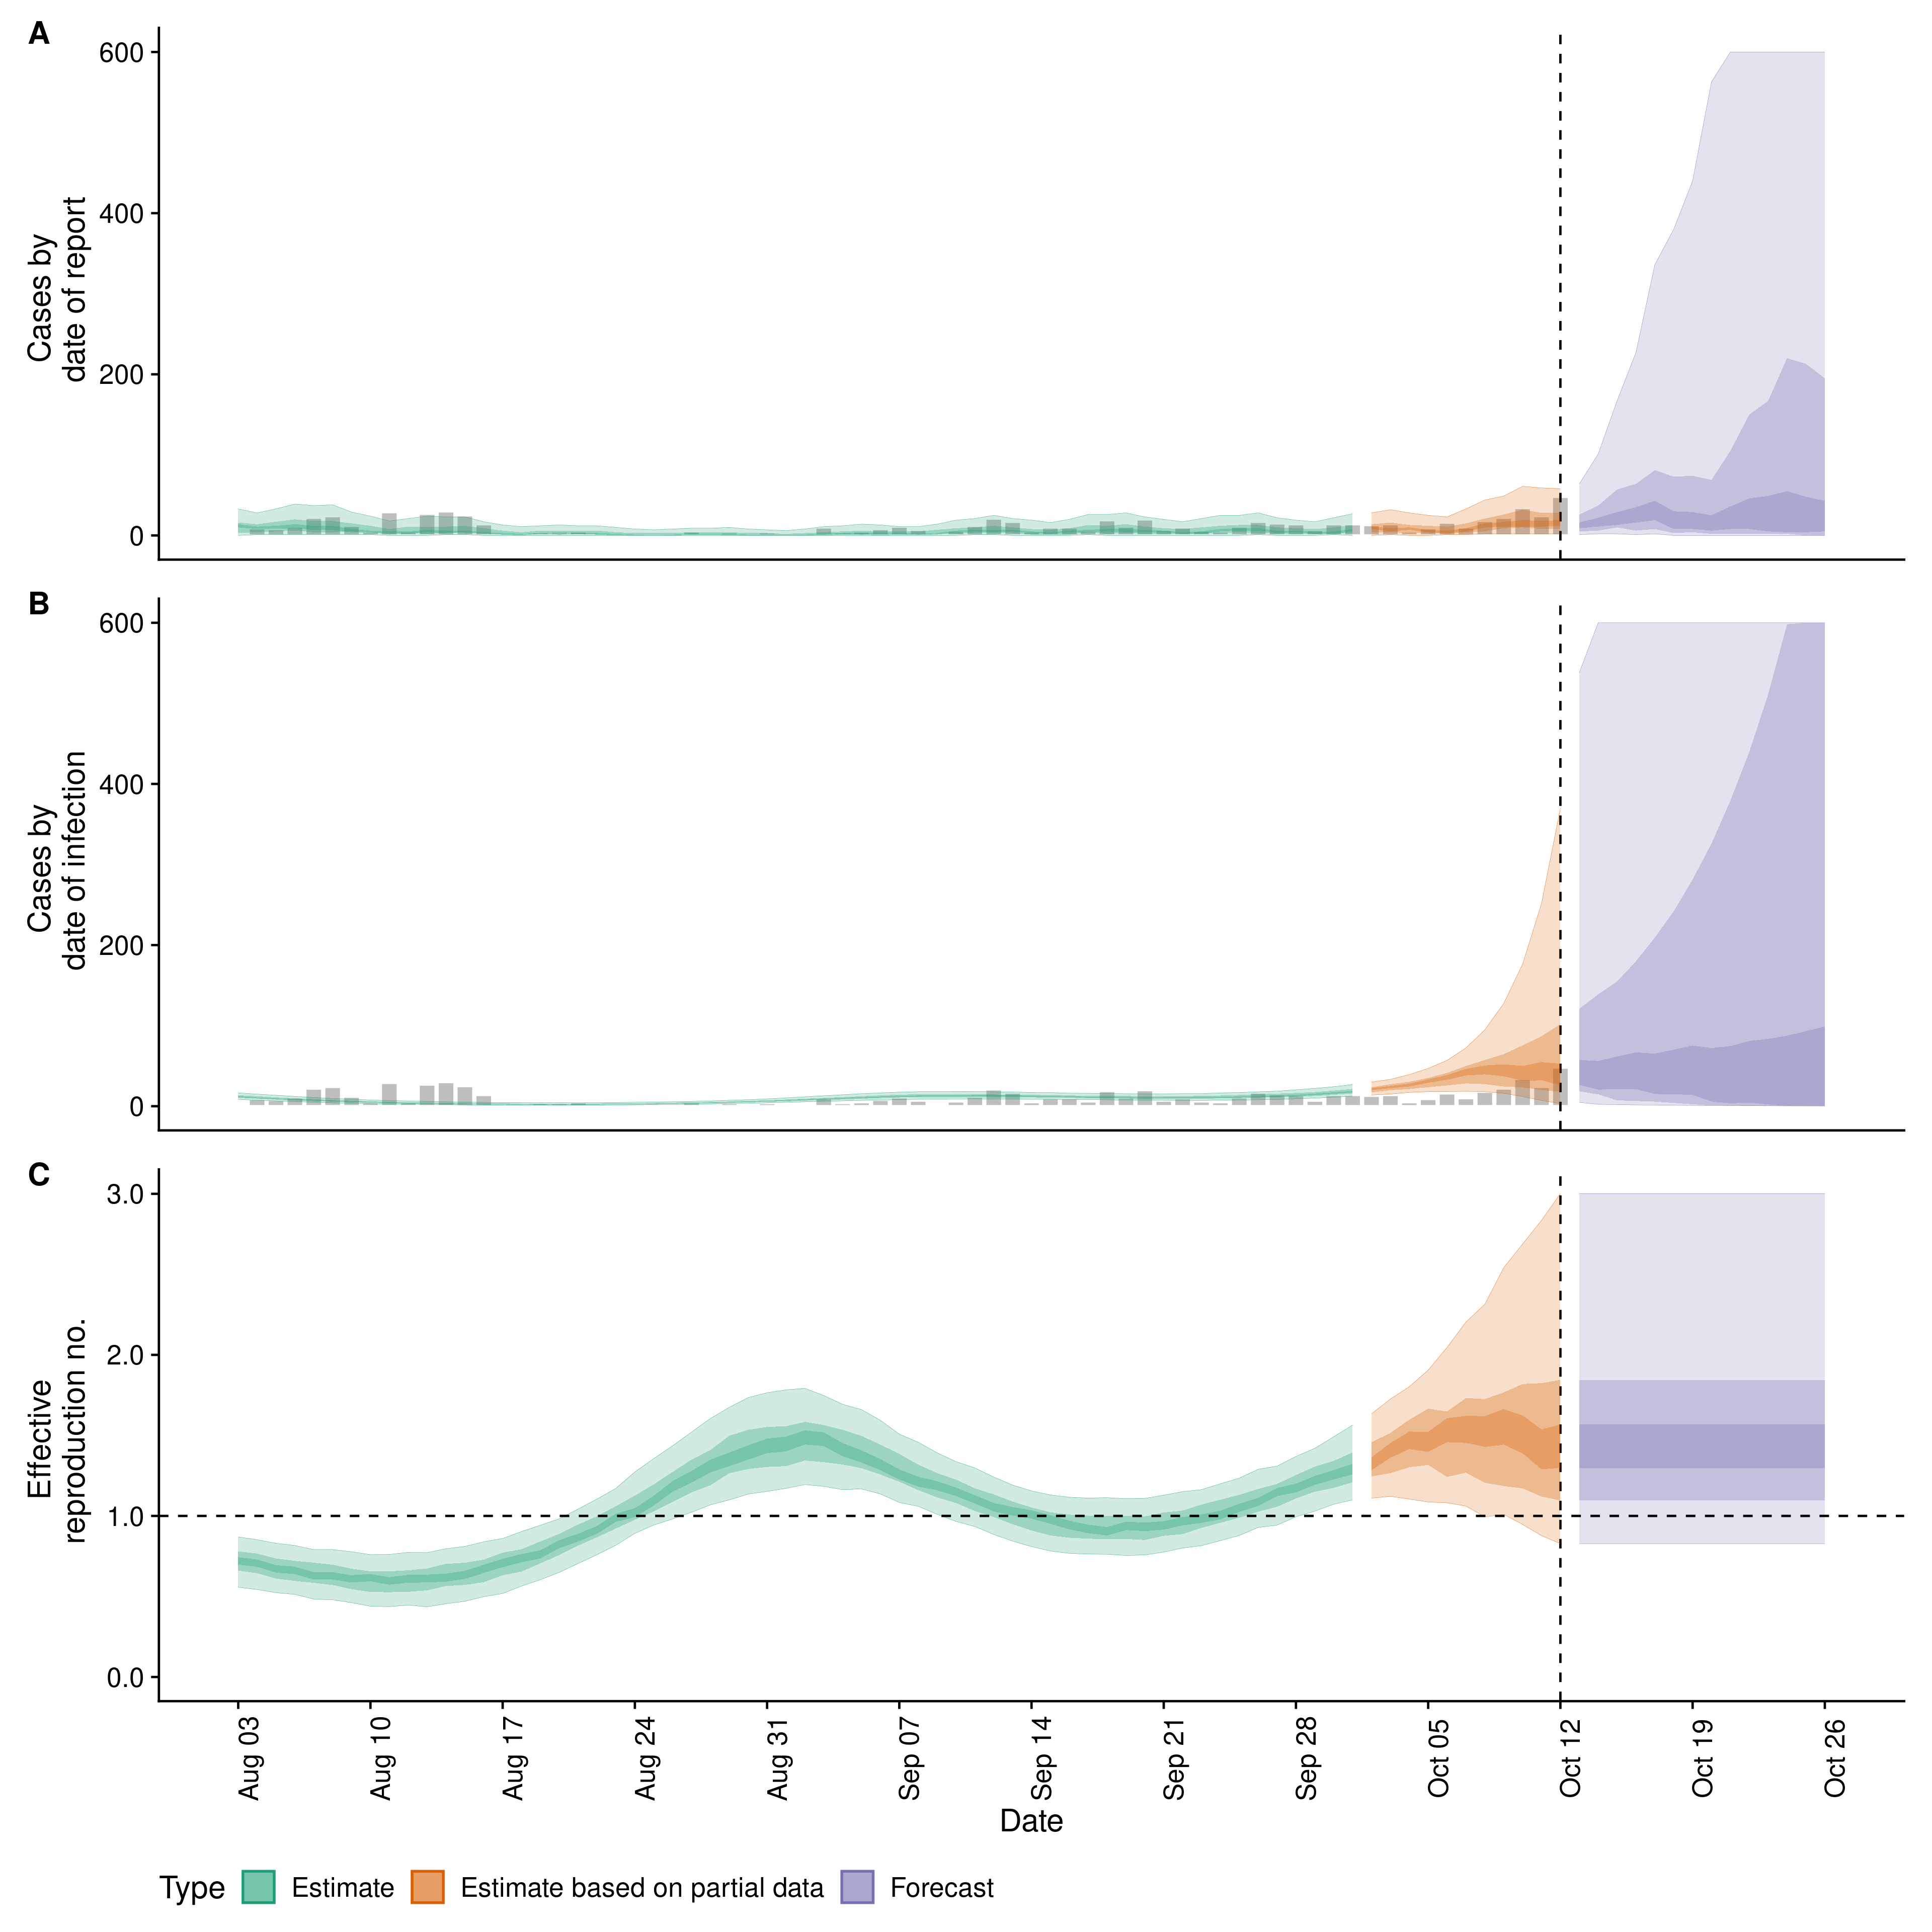 A
Cases by
date of report
600
400
200
0
B
Cases by
date of infection
600
400
200
0
C
Effective
reproduction no.
3.0
2.0
1.0
0.0
Aug 03
Aug 10
Aug 17
Aug 24
Aug 31
Sep 07
Sep 14
Sep 21
Sep 28
Oct 05
Oct 12
Oct 19
Oct 26
Date
Type Estimate Estimate based on partial data Forecast